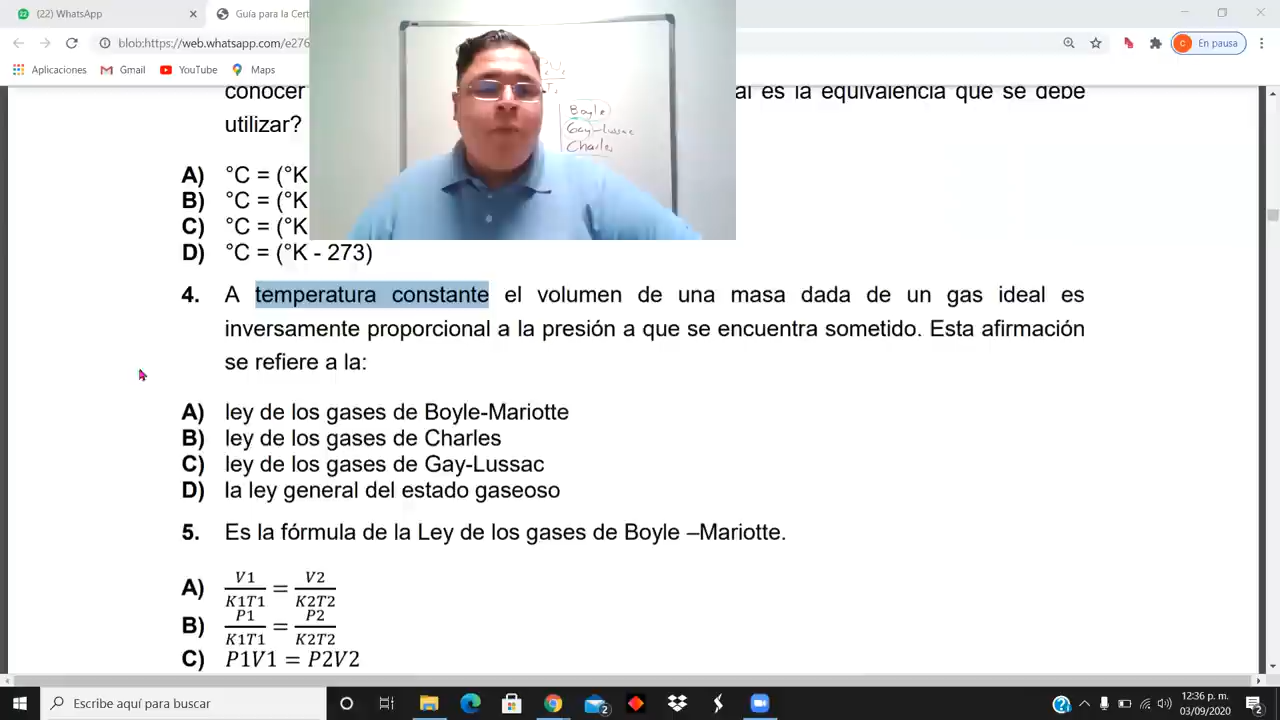 (22) WhatsApp
Guía para la Cert
blob:https://web.whatsapp.com/e276
En pausa
Aplicaciones
Gmail
YouTube
Maps
conocer
al es la equivalencia que se debe
utilizar?
A) °C = (°K
B) °C = (°K
C) °C = (°K
D) °C = (°K - 273)
Boyle
Gay-Lussac
Charles
4. A temperatura constante el volumen de una masa dada de un gas ideal es
inversamente proporcional a la presión a que se encuentra sometido. Esta afirmación
se refiere a la:
A) ley de los gases de Boyle-Mariotte
B) ley de los gases de Charles
C) ley de los gases de Gay-Lussac
D) la ley general del estado gaseoso
5. Es la fórmula de la Ley de los gases de Boyle –Mariotte.
A) V1/K1T1 = V2/K2T2
B) P1/K1T1 = P2/K2T2
C) P1V1 = P2V2
Escribe aquí para buscar
12:36 p. m.
03/09/2020